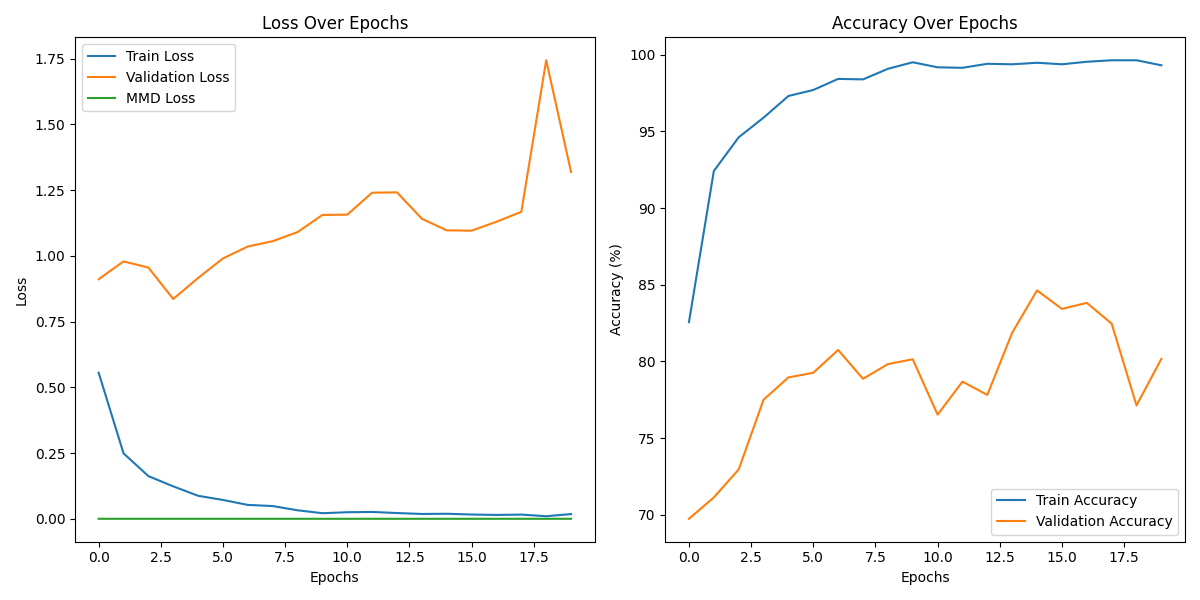 Loss Over Epochs
Train Loss
Validation Loss
MMD Loss
Loss
1.75
1.50
1.25
1.00
0.75
0.50
0.25
0.00
0.0 2.5 5.0 7.5 10.0 12.5 15.0 17.5
Epochs
Accuracy Over Epochs
Accuracy (%)
100
95
90
85
80
75
70
Train Accuracy
Validation Accuracy
0.0 2.5 5.0 7.5 10.0 12.5 15.0 17.5
Epochs